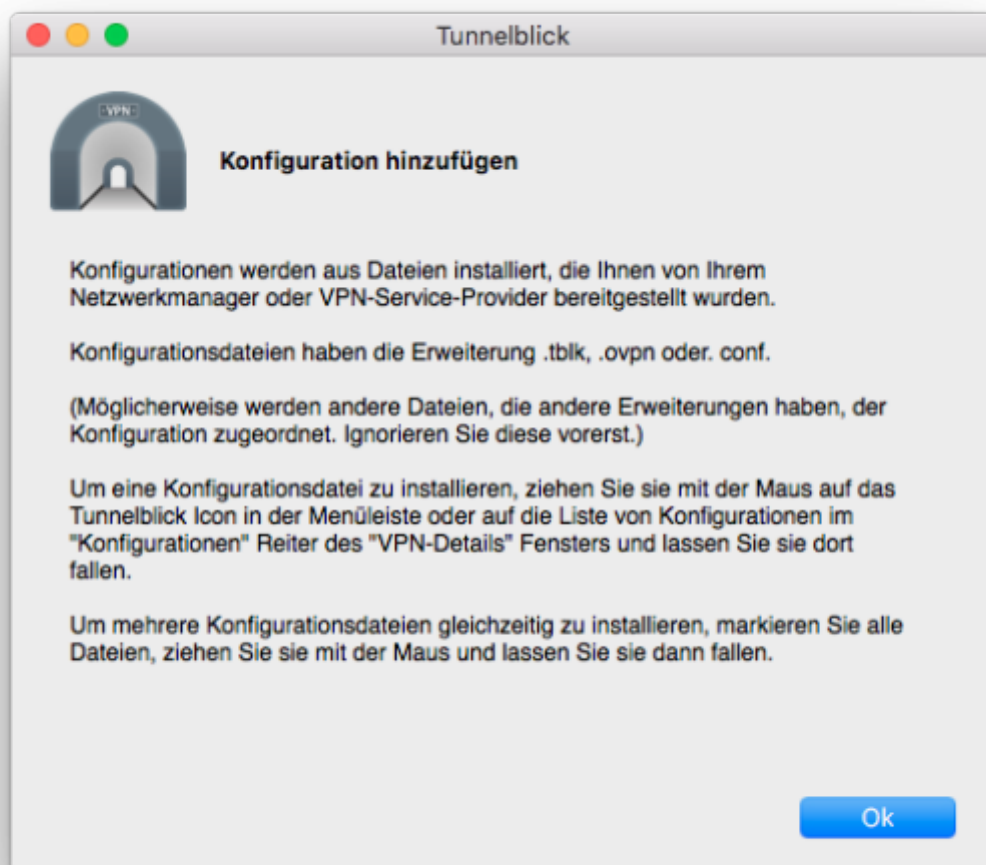 Tunnelblick
VPN
Konfiguration hinzufügen
Konfigurationen werden aus Dateien installiert, die Ihnen von Ihrem
Netzwerkmanager oder VPN-Service-Provider bereitgestellt wurden.
Konfigurationsdateien haben die Erweiterung .tblk, .ovpn oder. conf.
(Möglicherweise werden andere Dateien, die andere Erweiterungen haben, der
Konfiguration zugeordnet. Ignorieren Sie diese vorerst.)
Um eine Konfigurationsdatei zu installieren, ziehen Sie sie mit der Maus auf das
Tunnelblick Icon in der Menüleiste oder auf die Liste von Konfigurationen im
"Konfigurationen" Reiter des "VPN-Details" Fensters und lassen Sie sie dort
fallen.
Um mehrere Konfigurationsdateien gleichzeitig zu installieren, markieren Sie alle
Dateien, ziehen Sie sie mit der Maus und lassen Sie sie dann fallen.
Ok